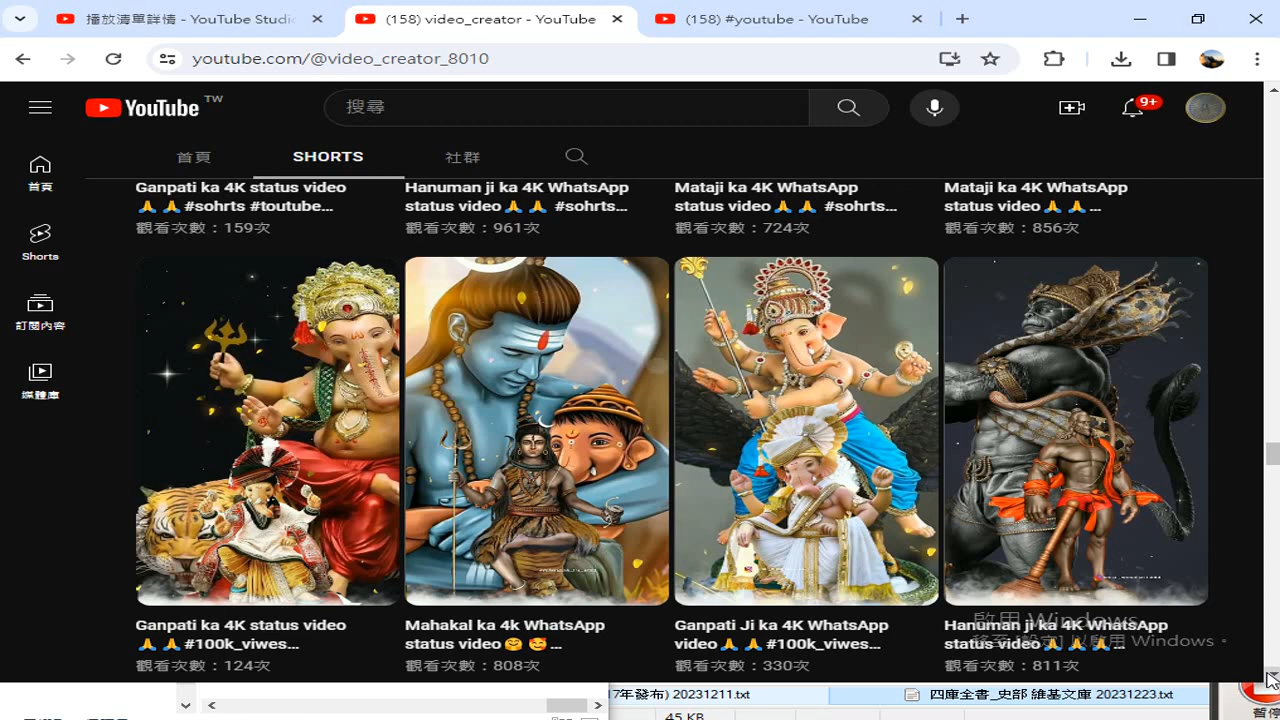 播放清單詳情 - YouTube Studio
(158) video_creator - YouTube
(158) #youtube - YouTube
youtube.com/@video_creator_8010
YouTube TW
搜尋
9+
首頁
SHORTS
社群
首頁
Shorts
訂閱內容
媒體庫
Ganpati ka 4K status video
🙏 🙏 #sohrts #toutube...
觀看次數：159次
Hanuman ji ka 4K WhatsApp
status video🙏 🙏 #sohrts...
觀看次數：961次
Mataji ka 4K WhatsApp
status video🙏 🙏 #sohrts...
觀看次數：724次
Mataji ka 4K WhatsApp
status video🙏 🙏 ...
觀看次數：856次
Ganpati ka 4K status video
🙏 🙏 #100k_viwes...
觀看次數：124次
Mahakal ka 4K WhatsApp
status video 🤗 🥰 ...
觀看次數：808次
Ganpati Ji ka 4K WhatsApp
video🙏 🙏 #100k_viwes...
觀看次數：330次
Hanuman ji ka 4K WhatsApp
status video🙏 🙏 🙏...
觀看次數：811次
啟用 Windows
移至 [設定] 以啟用 Windows。
17年發布) 20231211.txt
四庫全書_史部 維基文庫 20231223.txt
45 KB
暫停